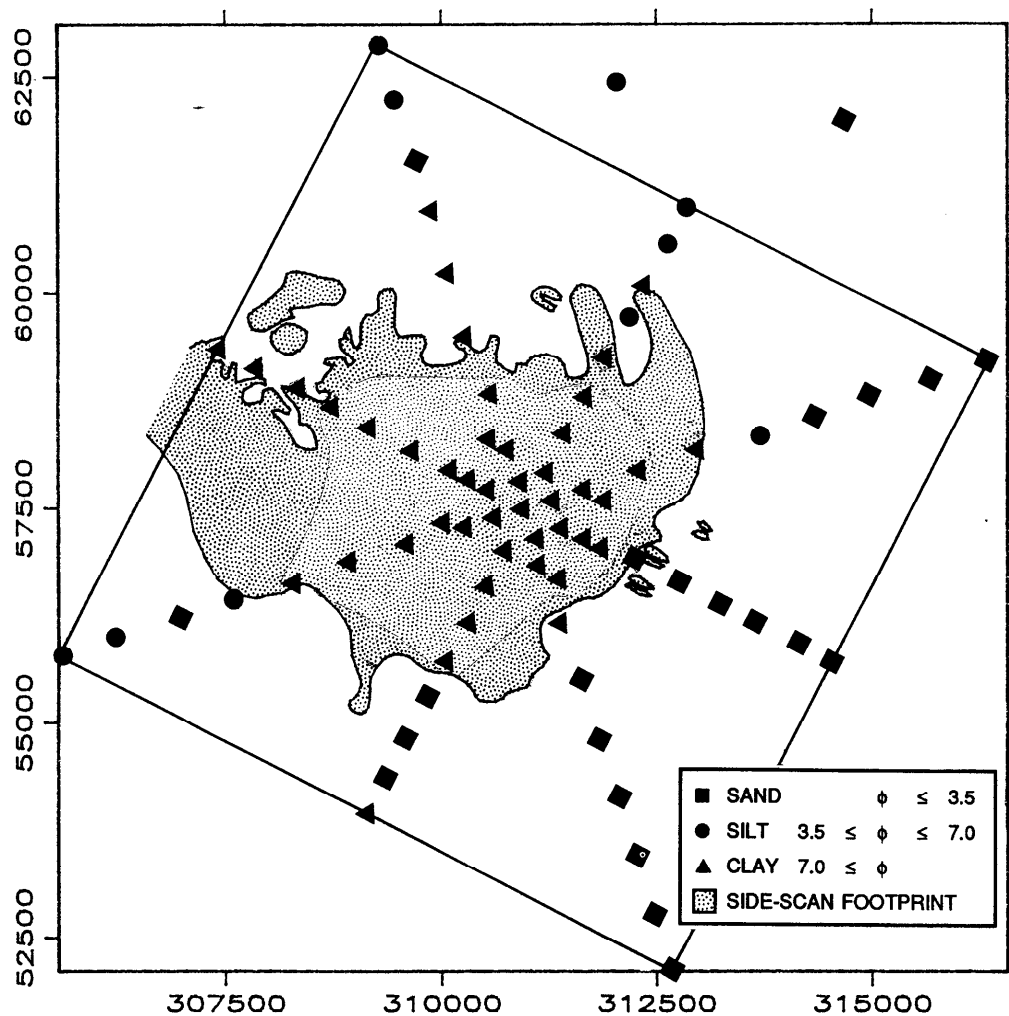 62500
60000
57500
55000
52500
SAND ϕ ≤ 3.5
SILT 3.5 ≤ ϕ ≤ 7.0
CLAY 7.0 ≤ ϕ
SIDE-SCAN FOOTPRINT
307500 310000 312500 315000